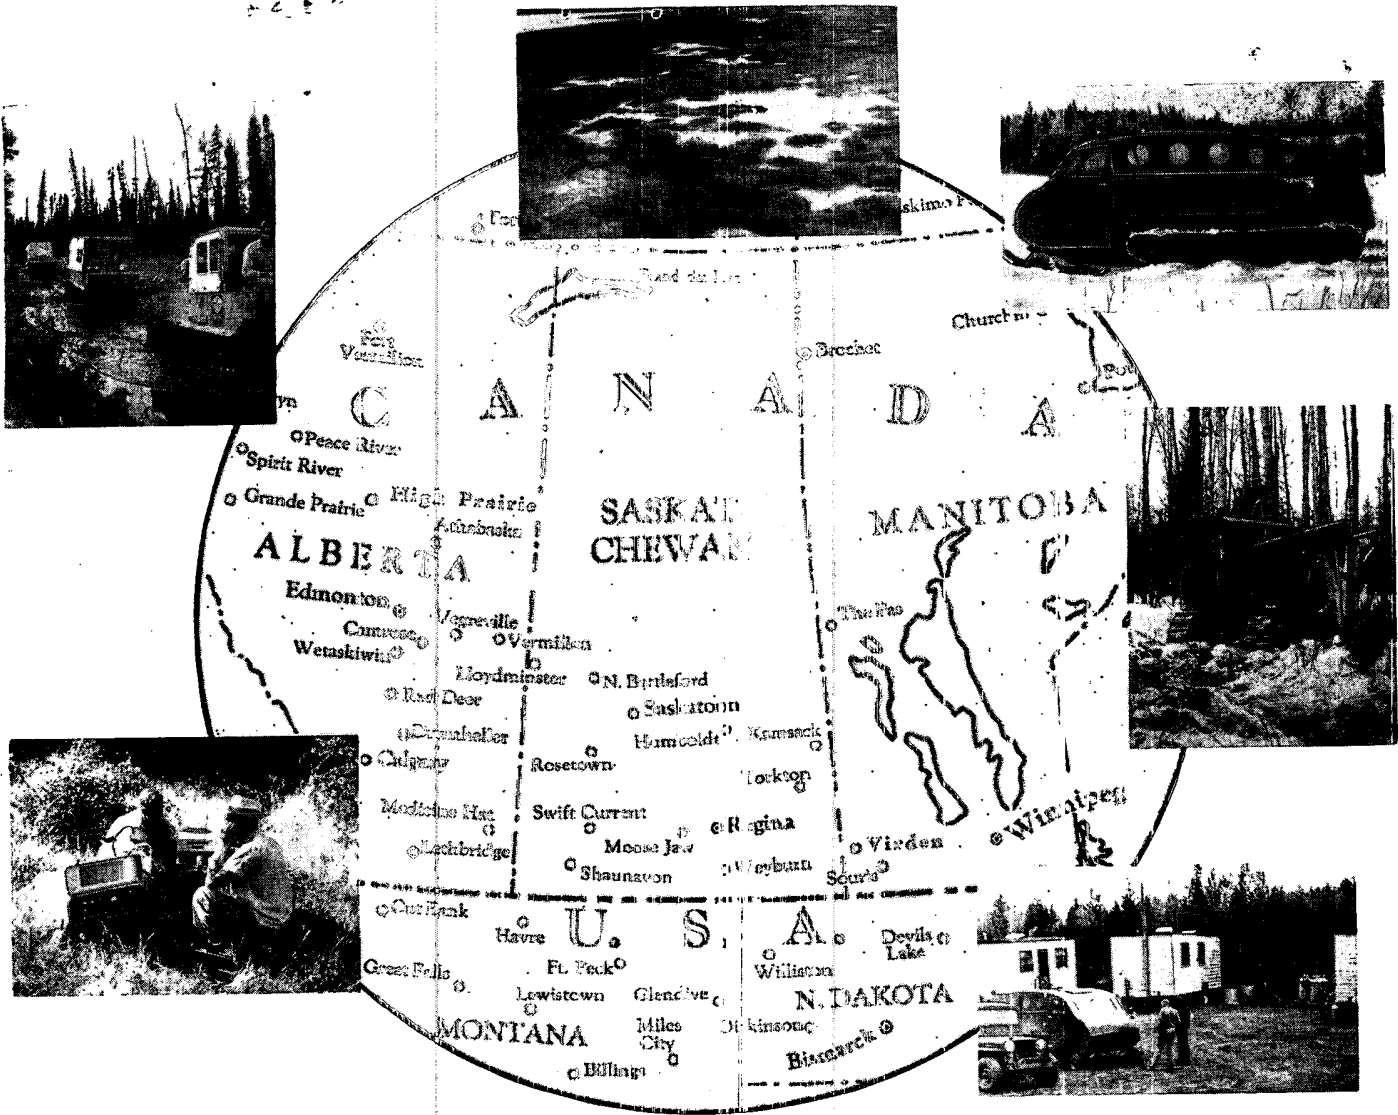 Fort
Vermilion
Churchill
Brochet
CANADA
Peace River
Spirit River
Grande Prairie
High Prairie
Athabaska
SASKAT
CHEWAN
MANITOBA
ALBERTA
Edmonton
Vegreville
The Pas
Camrose
Vermilion
Wetaskiwin
Lloydminster
N. Battleford
Red Deer
Saskatoon
Drumheller
Humboldt
Kamsack
Calgary
Rosetown
Yorkton
Medicine Hat
Swift Current
Regina
Winnipeg
Moose Jaw
Virden
Lethbridge
Shaunavon
Weyburn
Souris
Cut Bank
U.S.A.
Havre
Devils
Lake
Ft. Peck
Williston
Great Falls
Lewistown
Glendive
N. DAKOTA
MONTANA
Miles
City
Dickinson
Bismarck
Billings